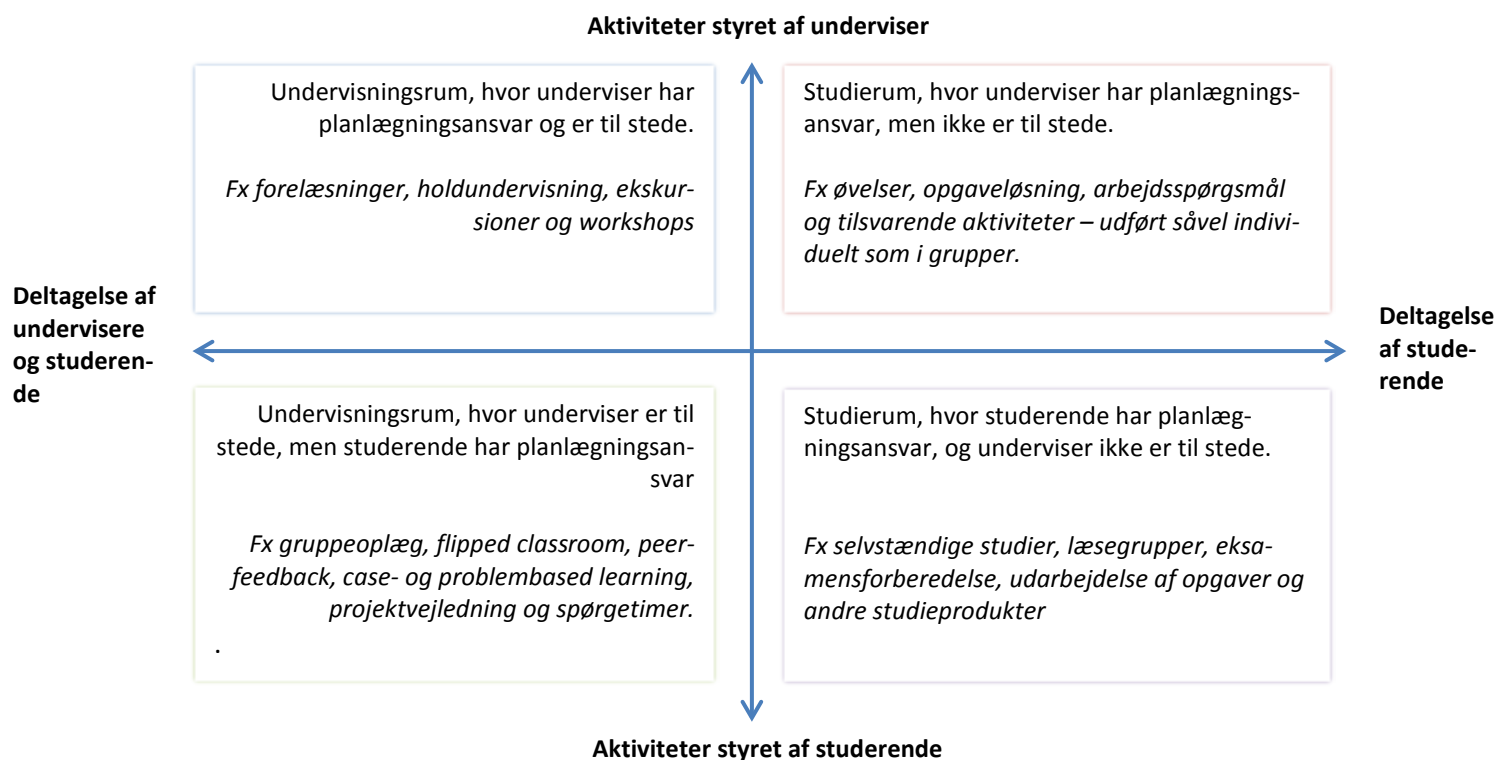 Aktiviteter styret af underviser
Undervisningsrum, hvor underviser har
planlægningsansvar og er til stede.
Fx forelæsninger, holdundervisning, ekskur-
sioner og workshops
Studierum, hvor underviser har planlægnings-
ansvar, men ikke er til stede.
Fx øvelser, opgaveløsning, arbejdsspørgsmål
og tilsvarende aktiviteter – udført såvel indivi-
duelt som i grupper.
Deltagelse af
undervisere
og studeren-
de
Deltagelse
af stude-
rende
Undervisningsrum, hvor underviser er til
stede, men studerende har planlægningsan-
svar
Fx gruppeoplæg, flipped classroom, peer-
feedback, case- og problembased learning,
projektvejledning og spørgetimer.
.
Studierum, hvor studerende har planlæg-
ningsansvar, og underviser ikke er til stede.
Fx selvstændige studier, læsegrupper, eksa-
mensforberedelse, udarbejdelse af opgaver og
andre studieprodukter
Aktiviteter styret af studerende